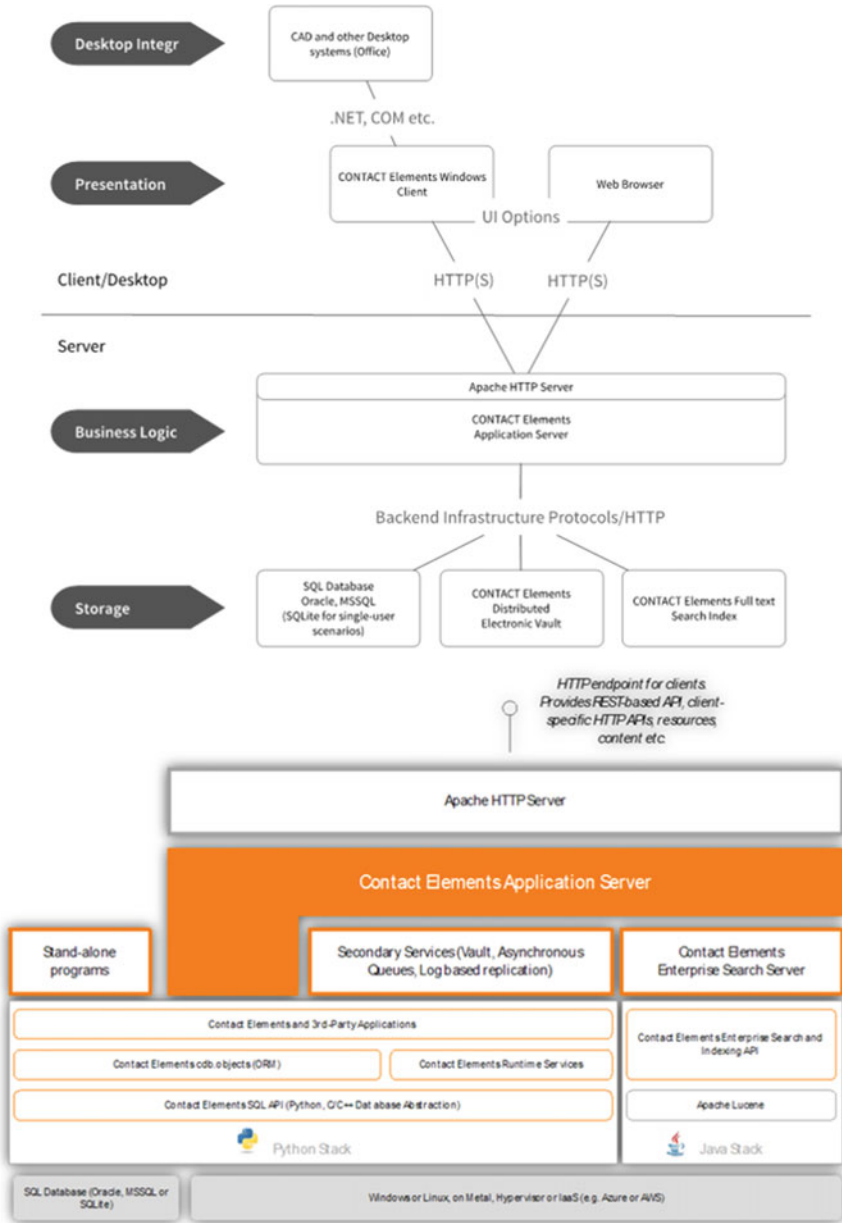 Desktop Integr
CAD and other Desktop
systems (Office)
.NET, COM etc.
Presentation
CONTACT Elements Windows
Client
Web Browser
UI Options
Client/Desktop
HTTP(S)
HTTP(S)
Server
Apache HTTP Server
Business Logic
CONTACT Elements
Application Server
Backend Infrastructure Protocols/HTTP
Storage
SQL Database
Oracle, MSSQL
(SQLite for single-user
scenarios)
CONTACT Elements
Distributed
Electronic Vault
CONTACT Elements Full text
Search Index
HTTP endpoint for clients.
Provides REST-based API, client-
specific HTTP APIs, resources,
content etc.
Apache HTTP Server
Contact Elements Application Server
Stand-alone
programs
Secondary Services (Vault, Asynchronous
Queues, Log based replication)
Contact Elements
Enterprise Search Server
Contact Elements and 3rd-Party Applications
Contact Elements cdb.objects (ORM)
Contact Elements Runtime Services
Contact Elements SQL API (Python, C/C++ Database Abstraction)
Contact Elements Enterprise Search and
Indexing API
Apache Lucene
Python Stack
Java Stack
SQL Database (Oracle, MSSQL or
SQLite)
Windows or Linux, on Metal, Hypervisor or IaaS (e.g. Azure or AWS)